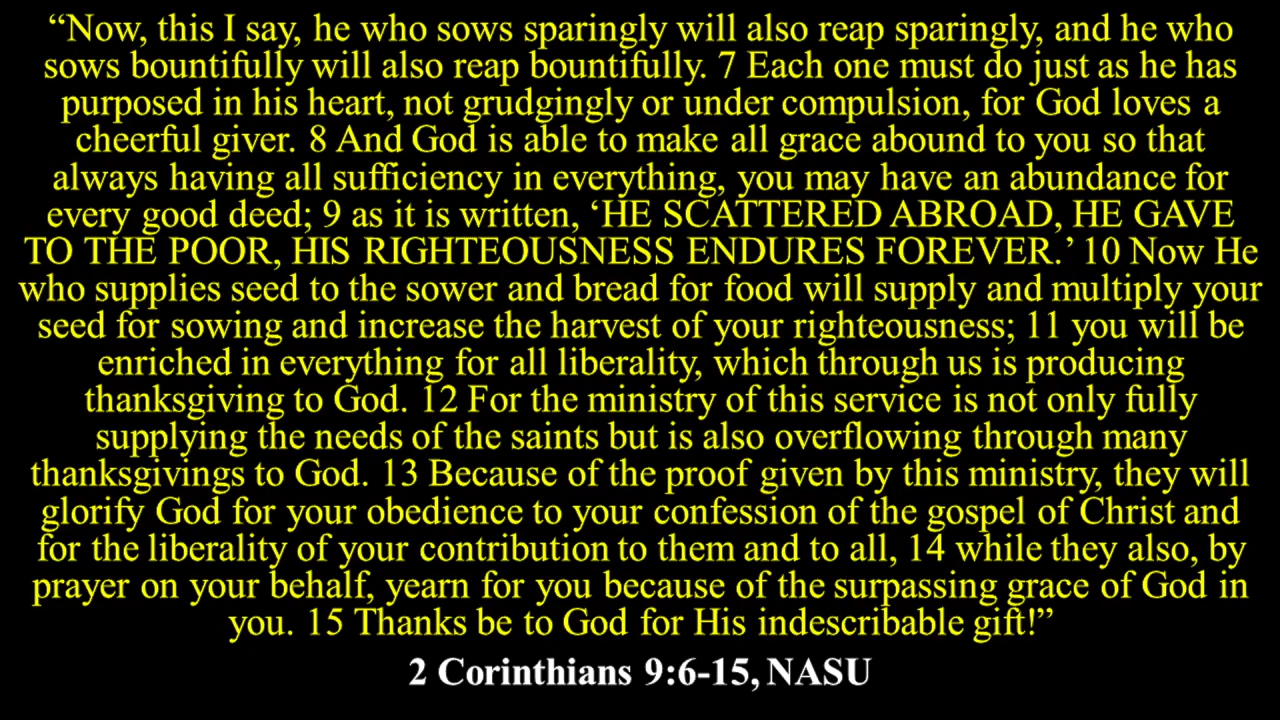 “Now, this I say, he who sows sparingly will also reap sparingly, and he who
sows bountifully will also reap bountifully. 7 Each one must do just as he has
purposed in his heart, not grudgingly or under compulsion, for God loves a
cheerful giver. 8 And God is able to make all grace abound to you so that
always having all sufficiency in everything, you may have an abundance for
every good deed; 9 as it is written, ‘HE SCATTERED ABROAD, HE GAVE
TO THE POOR, HIS RIGHTEOUSNESS ENDURES FOREVER.’ 10 Now He
who supplies seed to the sower and bread for food will supply and multiply your
seed for sowing and increase the harvest of your righteousness; 11 you will be
enriched in everything for all liberality, which through us is producing
thanksgiving to God. 12 For the ministry of this service is not only fully
supplying the needs of the saints but is also overflowing through many
thanksgivings to God. 13 Because of the proof given by this ministry, they will
glorify God for your obedience to your confession of the gospel of Christ and
for the liberality of your contribution to them and to all, 14 while they also, by
prayer on your behalf, yearn for you because of the surpassing grace of God in
you. 15 Thanks be to God for His indescribable gift!”
2 Corinthians 9:6-15, NASU